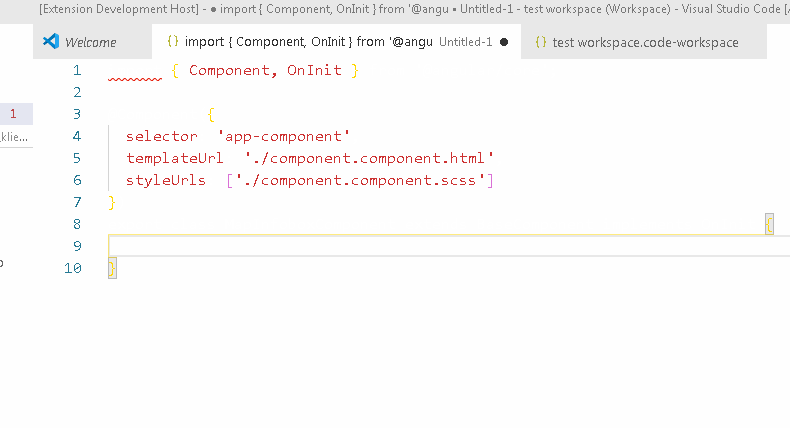 [Extension Development Host] - ● import { Component, OnInit } from '@angu • Untitled-1 - test workspace (Workspace) - Visual Studio Code [
Welcome {} import { Component, OnInit } from '@angu Untitled-1 ● {} test workspace.code-workspace
1 { Component, OnInit }
2
1
3 {
_klie...
4 selector 'app-component'
5 templateUrl './component.component.html'
6 styleUrls ['./component.component.scss']
7 }
8 {
9
10 }